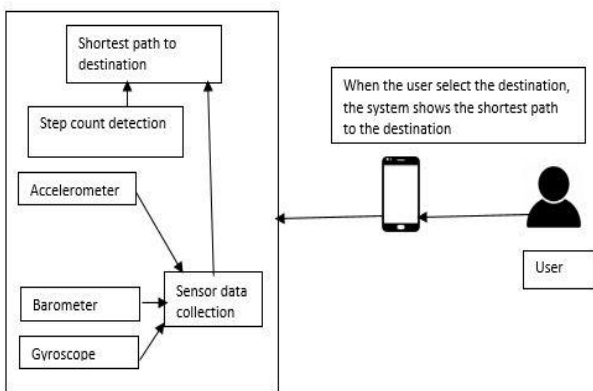 Shortest path to
destination
Step count detection
Accelerometer
Barometer
Gyroscope
Sensor data
collection
When the user select the destination,
the system shows the shortest path
to the destination
User